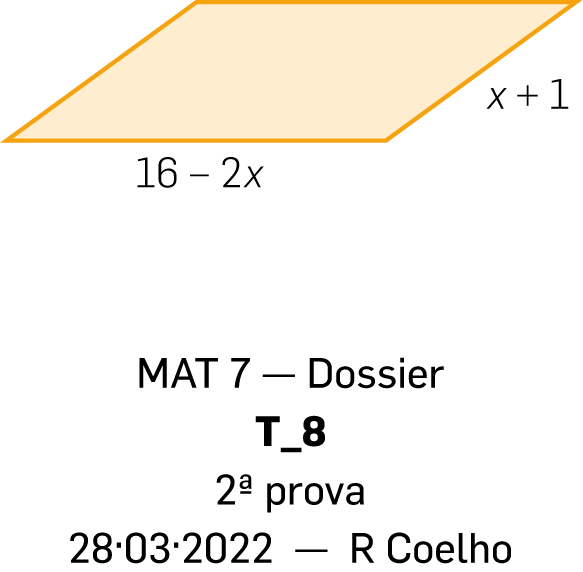 x + 1
16 – 2x
MAT 7 — Dossier
T_8
2ª prova
28·03·2022 — R Coelho